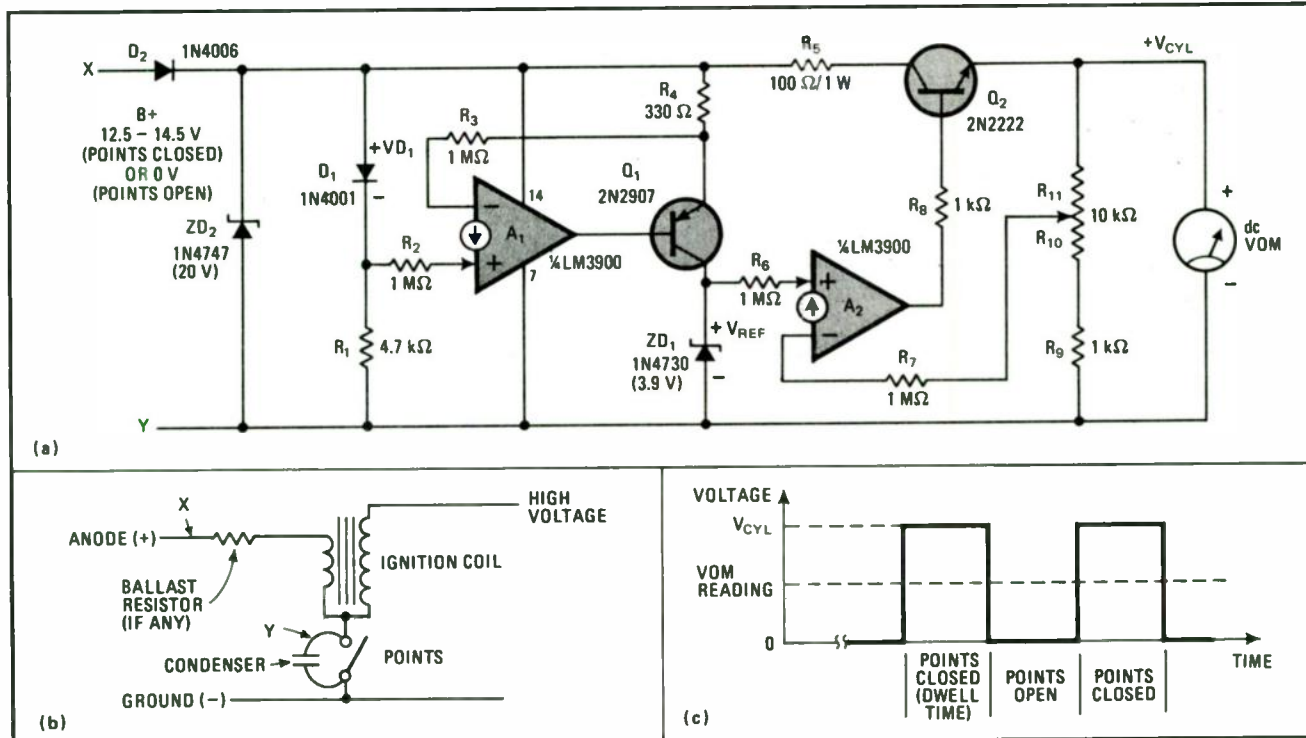 D2 1N4006
X
B+
12.5 – 14.5 V
(POINTS CLOSED)
OR 0 V
(POINTS OPEN)
ZD2
1N4747
(20 V)
+VD1
D1
1N4001
–
R1
4.7 kΩ
R2
1 MΩ
R3
1 MΩ
–
+
A1
14
7
¼LM3900
R4
330 Ω
Q1
2N2907
R5
100 Ω/1 W
Q2
2N2222
+VCYL
R6
1 MΩ
+ VREF
–
ZD1
1N4730
(3.9 V)
¼LM3900
+
–
A2
R7
1 MΩ
R8
1 kΩ
R11
10 kΩ
R10
R9
1 kΩ
+
dc
VOM
–
Y
(a)
X
ANODE (+)
BALLAST
RESISTOR
(IF ANY)
HIGH
VOLTAGE
IGNITION COIL
Y
CONDENSER
POINTS
GROUND (–)
(b)
VOLTAGE
VCYL
VOM
READING
0
TIME
POINTS
CLOSED
(DWELL
TIME)
POINTS
OPEN
POINTS
CLOSED
(c)